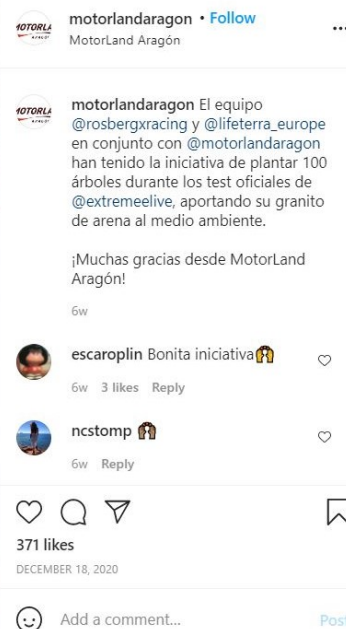 motorlandaragon • Follow
MotorLand Aragón
motorlandaragon El equipo
@rosbergxracing y @lifeterra_europe
en conjunto con @motorlandaragon
han tenido la iniciativa de plantar 100
árboles durante los test oficiales de
@extremeelive, aportando su granito
de arena al medio ambiente.
¡Muchas gracias desde MotorLand
Aragón!
6w
escaroplin Bonita iniciativa🙌
6w 3 likes Reply
ncstomp 🙌🏾
6w Reply
371 likes
DECEMBER 18, 2020
Add a comment... Post